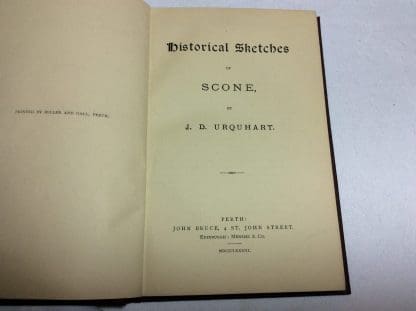 PRINTED BY MILLER AND GALL, PERTH.
Historical Sketches
OF
SCONE,
BY
J. D. URQUHART.
PERTH:
JOHN BRUCE, 4 ST. JOHN STREET.
EDINBURGH: MENZIES & CO.